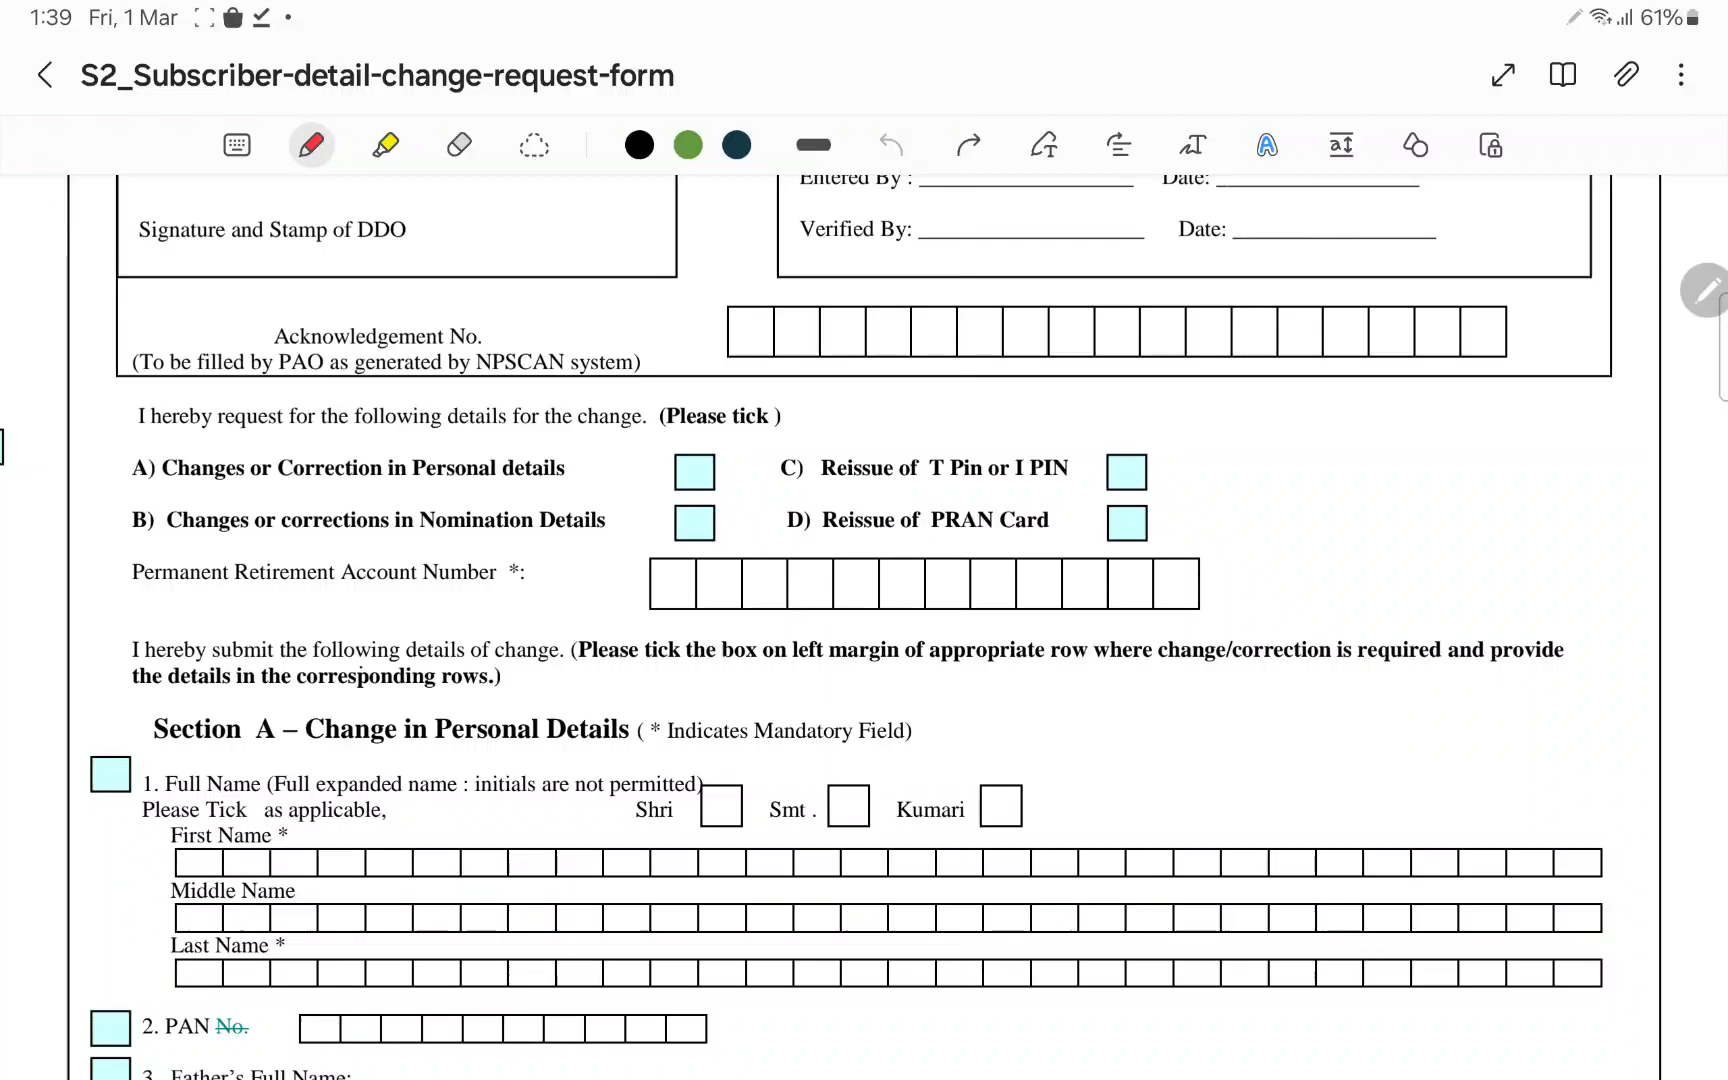 1:39 Fri, 1 Mar
61%
S2_Subscriber-detail-change-request-form
Entered By : Date:
Signature and Stamp of DDO
Verified By: Date:
Acknowledgement No.
(To be filled by PAO as generated by NPSCAN system)
I hereby request for the following details for the change. (Please tick )
A) Changes or Correction in Personal details
C) Reissue of T Pin or I PIN
B) Changes or corrections in Nomination Details
D) Reissue of PRAN Card
Permanent Retirement Account Number *:
I hereby submit the following details of change. (Please tick the box on left margin of appropriate row where change/correction is required and provide
the details in the corresponding rows.)
Section A – Change in Personal Details ( * Indicates Mandatory Field)
1. Full Name (Full expanded name : initials are not permitted)
Please Tick as applicable, Shri Smt . Kumari
First Name *
Middle Name
Last Name *
2. PAN No.
3. Father's Full Name: